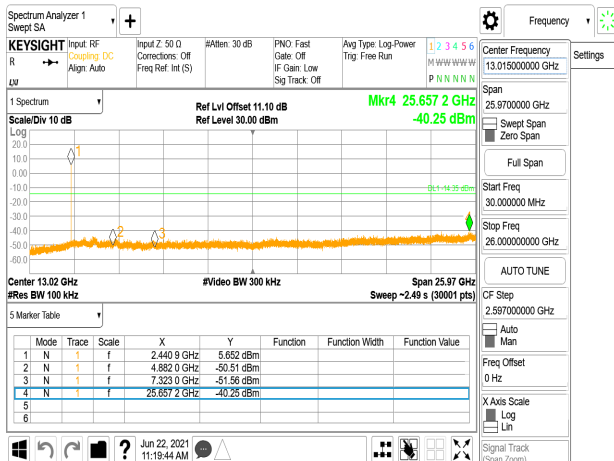 Spectrum Analyzer 1
Swept SA
▼
+
Frequency
KEYSIGHT
R
LXI
Input: RF
Coupling: DC
Align: Auto
Input Z: 50 Ω
Corrections: Off
Freq Ref: Int (S)
#Atten: 30 dB
PNO: Fast
Gate: Off
IF Gain: Low
Sig Track: Off
Avg Type: Log-Power
Trig: Free Run
1 2 3 4 5 6
M W W W W W
P N N N N N
1 Spectrum
Scale/Div 10 dB
Ref Lvl Offset 11.10 dB
Ref Level 30.00 dBm
Mkr4 25.657 2 GHz
-40.25 dBm
Log
20.0
10.0
0.00
-10.0
-20.0
-30.0
-40.0
-50.0
-60.0
1
2
3
DL1 -14.35 dBm
Center 13.02 GHz
#Res BW 100 kHz
#Video BW 300 kHz
Span 25.97 GHz
Sweep ~2.49 s (30001 pts)
5 Marker Table
Mode Trace Scale X Y Function Function Width Function Value
1 N 1 f 2.440 9 GHz 5.652 dBm
2 N 1 f 4.882 0 GHz -50.51 dBm
3 N 1 f 7.323 0 GHz -51.56 dBm
4 N 1 f 25.657 2 GHz -40.25 dBm
5
6
?
Jun 22, 2021
11:19:44 AM
Center Frequency
13.015000000 GHz
Settings
Span
25.9700000 GHz
Swept Span
Zero Span
Full Span
Start Freq
30.000000 MHz
Stop Freq
26.000000000 GHz
AUTO TUNE
CF Step
2.597000000 GHz
Auto
Man
Freq Offset
0 Hz
X Axis Scale
Log
Lin
Signal Track
(Span Zoom)